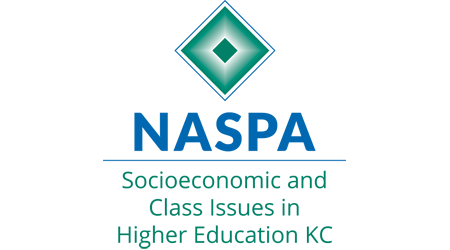 NASPA
Socioeconomic and
Class Issues in
Higher Education KC